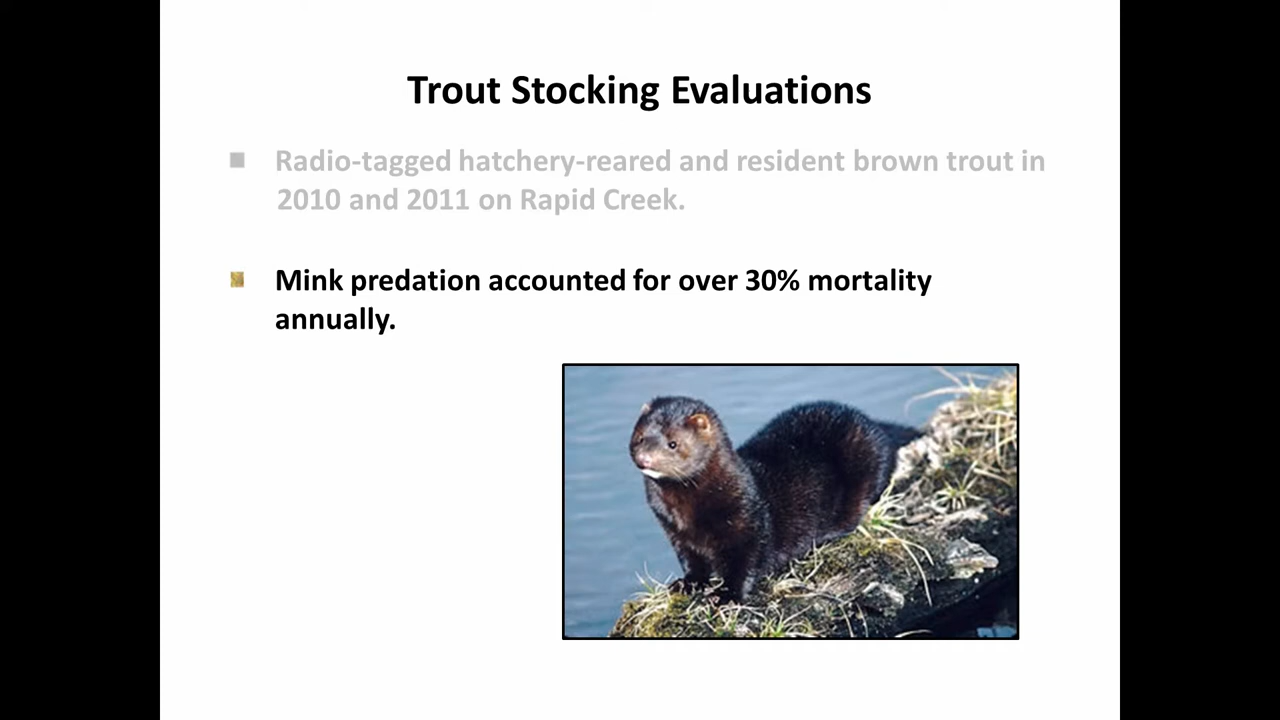 Trout Stocking Evaluations
Radio-tagged hatchery-reared and resident brown trout in
2010 and 2011 on Rapid Creek.
Mink predation accounted for over 30% mortality
annually.